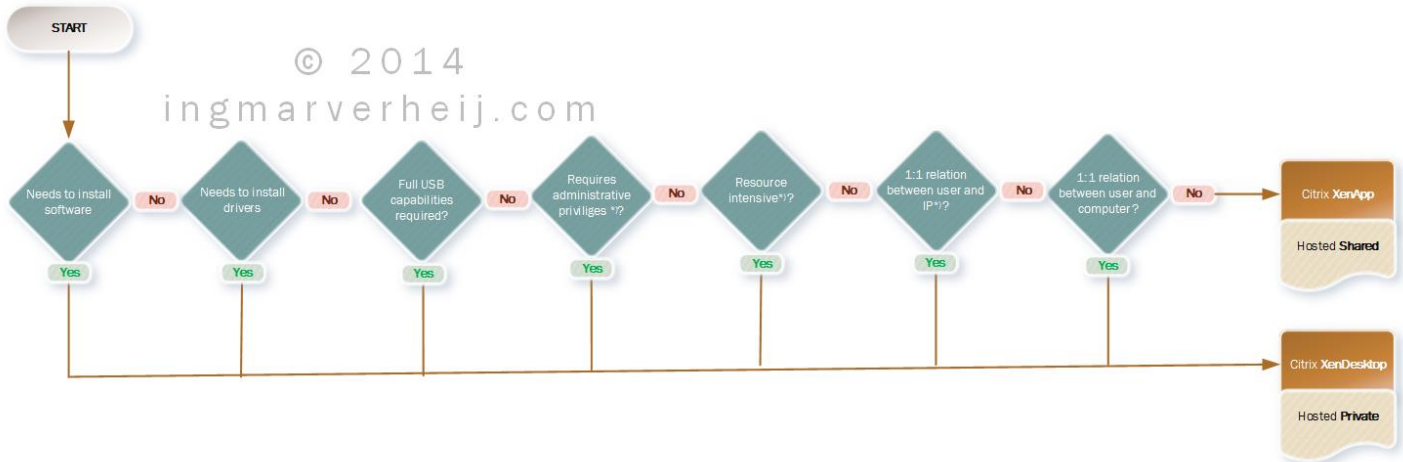 START
© 2014
ingmarverheij.com
Needs to install
software
No
Yes
Needs to install
drivers
No
Yes
Full USB
capabilities
required?
No
Yes
Requires
administrative
priviliges *)?
No
Yes
Resource
intensive*)?
No
Yes
1:1 relation
between user and
IP*)?
No
Yes
1:1 relation
between user and
computer?
No
Yes
Citrix XenApp
Hosted Shared
Citrix XenDesktop
Hosted Private